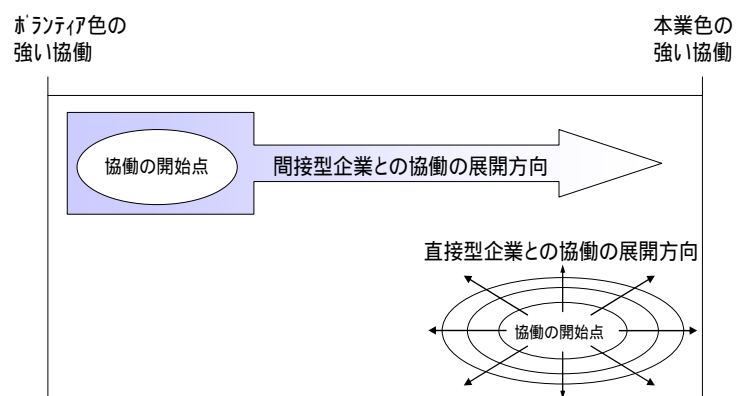 ﾎﾞﾗﾝﾃｨｱ色の
強い協働
本業色の
強い協働
協働の開始点
間接型企業との協働の展開方向
直接型企業との協働の展開方向
協働の開始点